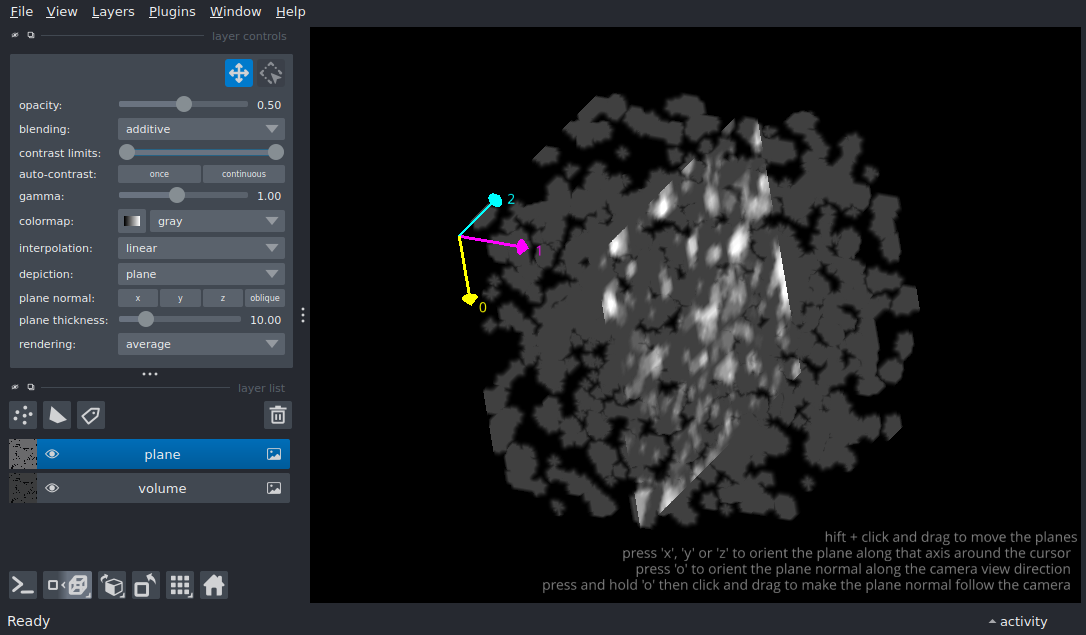 File View Layers Plugins Window Help
layer controls
opacity: 0.50
blending: additive
contrast limits:
auto-contrast: once continuous
gamma: 1.00
colormap: gray
interpolation: linear
depiction: plane
plane normal: x y z oblique
plane thickness: 10.00
rendering: average
layer list
plane
volume
2
1
0
hift + click and drag to move the planes
press 'x', 'y' or 'z' to orient the plane along that axis around the cursor
press 'o' to orient the plane normal along the camera view direction
press and hold 'o' then click and drag to make the plane normal follow the camera
Ready activity